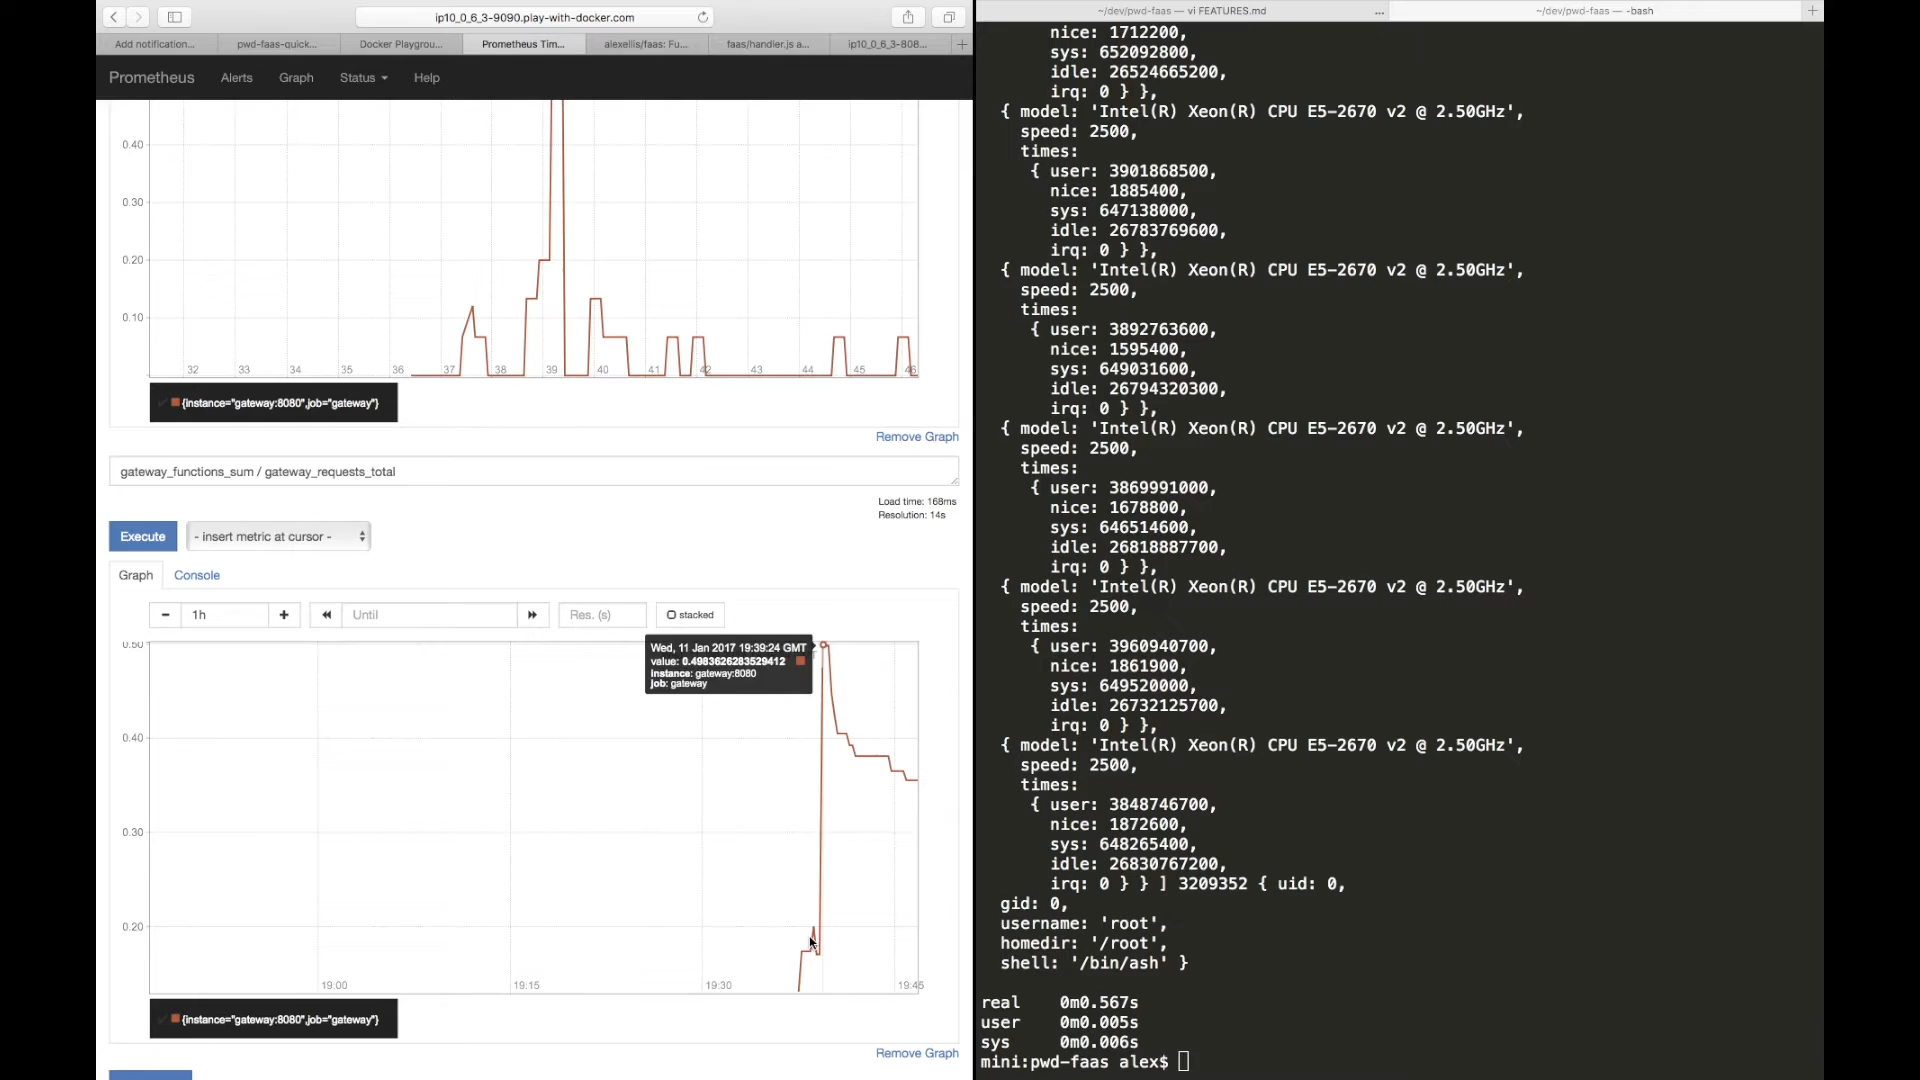 ip10_0_6_3-9090.play-with-docker.com
Add notification...
pwd-faas-quick...
Docker Playgrou...
Prometheus Tim...
alexellis/faas: Fu...
faas/handler.js a...
ip10_0_6_3-808...
Prometheus
Alerts
Graph
Status
Help
0.40
0.30
0.20
0.10
32 33 34 35 36 37 38 39 40 41 42 43 44 45 46
{instance="gateway:8080",job="gateway"}
Remove Graph
gateway_functions_sum / gateway_requests_total
Load time: 168ms
Resolution: 14s
Execute
- insert metric at cursor -
Graph
Console
- 1h +
Until
Res. (s)
stacked
0.50
0.40
0.30
0.20
Wed, 11 Jan 2017 19:39:24 GMT
value: 0.4983626283529412
instance: gateway:8080
job: gateway
19:00 19:15 19:30 19:45
{instance="gateway:8080",job="gateway"}
Remove Graph
~/dev/pwd-faas — vi FEATURES.md ...
~/dev/pwd-faas — -bash
nice: 1712200,
sys: 652092800,
idle: 26524665200,
irq: 0 } },
{ model: 'Intel(R) Xeon(R) CPU E5-2670 v2 @ 2.50GHz',
speed: 2500,
times:
{ user: 3901868500,
nice: 1885400,
sys: 647138000,
idle: 26783769600,
irq: 0 } },
{ model: 'Intel(R) Xeon(R) CPU E5-2670 v2 @ 2.50GHz',
speed: 2500,
times:
{ user: 3892763600,
nice: 1595400,
sys: 649031600,
idle: 26794320300,
irq: 0 } },
{ model: 'Intel(R) Xeon(R) CPU E5-2670 v2 @ 2.50GHz',
speed: 2500,
times:
{ user: 3869991000,
nice: 1678800,
sys: 646514600,
idle: 26818887700,
irq: 0 } },
{ model: 'Intel(R) Xeon(R) CPU E5-2670 v2 @ 2.50GHz',
speed: 2500,
times:
{ user: 3960940700,
nice: 1861900,
sys: 649520000,
idle: 26732125700,
irq: 0 } },
{ model: 'Intel(R) Xeon(R) CPU E5-2670 v2 @ 2.50GHz',
speed: 2500,
times:
{ user: 3848746700,
nice: 1872600,
sys: 648265400,
idle: 26830767200,
irq: 0 } } ] 3209352 { uid: 0,
gid: 0,
username: 'root',
homedir: '/root',
shell: '/bin/ash' }
real 0m0.567s
user 0m0.005s
sys 0m0.006s
mini:pwd-faas alex$